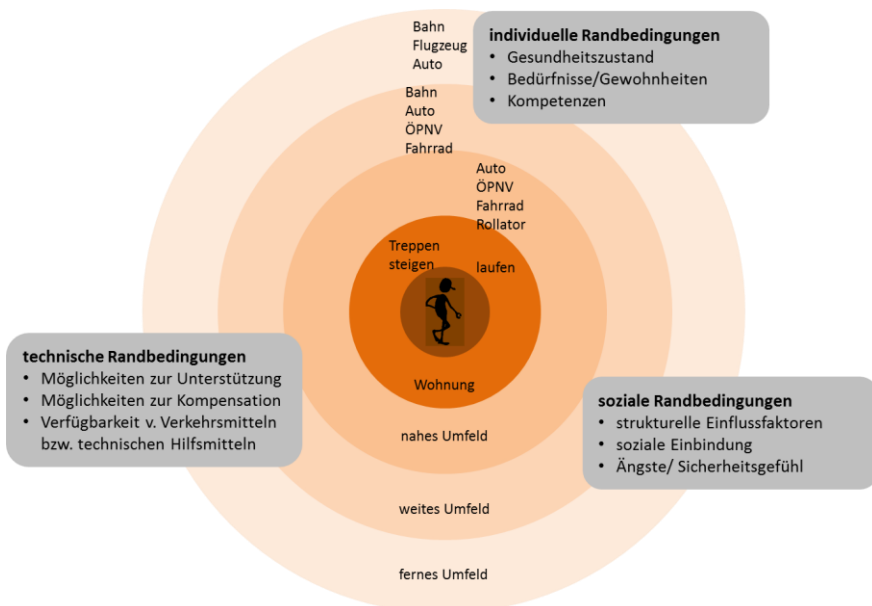 Bahn
Flugzeug
Auto
individuelle Randbedingungen
• Gesundheitszustand
• Bedürfnisse/Gewohnheiten
• Kompetenzen
Bahn
Auto
ÖPNV
Fahrrad
Auto
ÖPNV
Fahrrad
Rollator
Treppen
steigen
laufen
technische Randbedingungen
• Möglichkeiten zur Unterstützung
• Möglichkeiten zur Kompensation
• Verfügbarkeit v. Verkehrsmitteln
bzw. technischen Hilfsmitteln
Wohnung
soziale Randbedingungen
• strukturelle Einflussfaktoren
• soziale Einbindung
• Ängste/ Sicherheitsgefühl
nahes Umfeld
weites Umfeld
fernes Umfeld